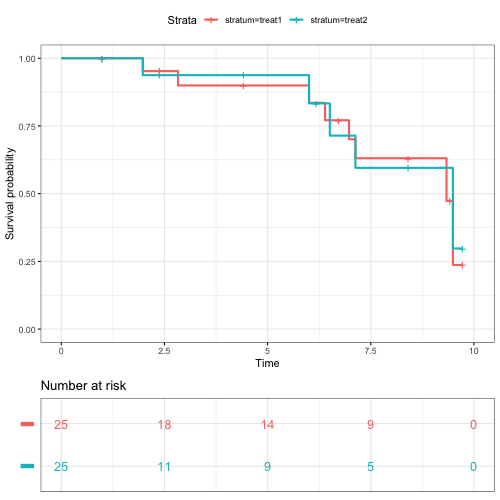 Strata stratum=treat1 stratum=treat2
1.00
0.75
0.50
0.25
0.00
Survival probability
0 2.5 5 7.5 10
Time
Number at risk
25 18 14 9 0
25 11 9 5 0